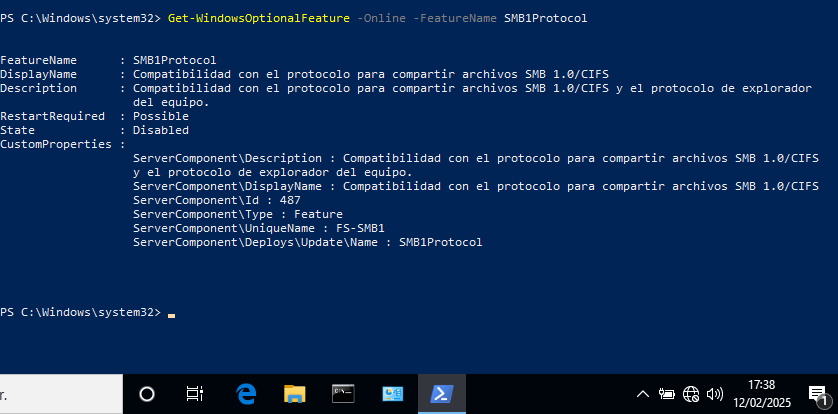 PS C:\Windows\system32> Get-WindowsOptionalFeature -Online -FeatureName SMB1Protocol
FeatureName      : SMB1Protocol
DisplayName      : Compatibilidad con el protocolo para compartir archivos SMB 1.0/CIFS
Description      : Compatibilidad con el protocolo para compartir archivos SMB 1.0/CIFS y el protocolo de explorador
del equipo.
RestartRequired  : Possible
State            : Disabled
CustomProperties :
ServerComponent\Description : Compatibilidad con el protocolo para compartir archivos SMB 1.0/CIFS
y el protocolo de explorador del equipo.
ServerComponent\DisplayName : Compatibilidad con el protocolo para compartir archivos SMB 1.0/CIFS
ServerComponent\Id : 487
ServerComponent\Type : Feature
ServerComponent\UniqueName : FS-SMB1
ServerComponent\Deploys\Update\Name : SMB1Protocol
PS C:\Windows\system32>
r.
17:38
12/02/2025
1